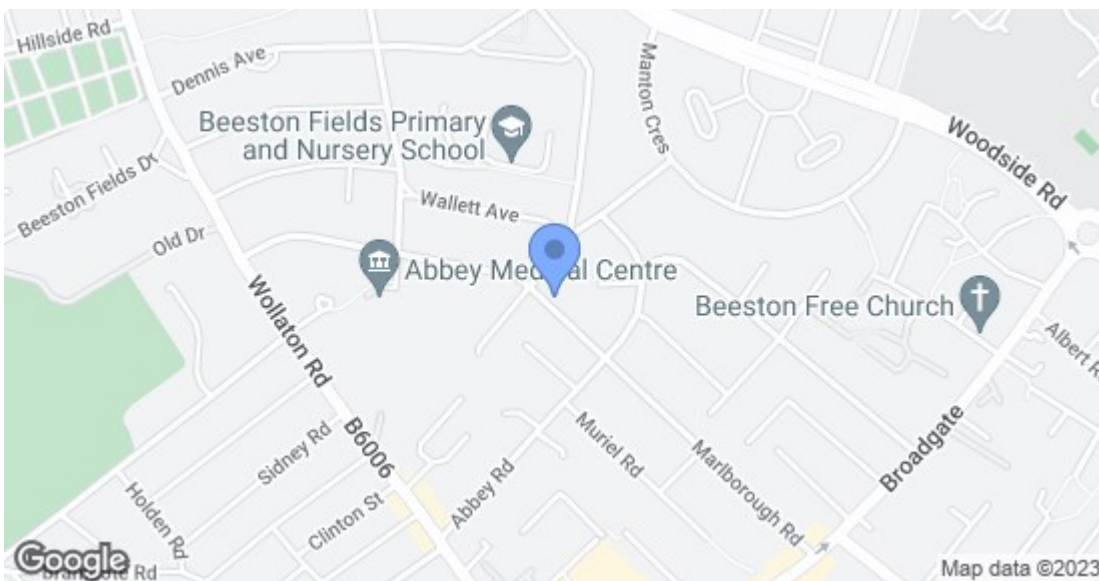 Hillside Rd
Dennis Ave
Manton Cres
Beeston Fields Primary
and Nursery School
Woodside Rd
Beeston Fields Dr
Wallett Ave
Old Dr
Abbey Medical Centre
Beeston Free Church
Wollaton Rd
Albert R
B6006
Sidney Rd
Muriel Rd
Marlborough Rd
Broadgate
Abbey Rd
Holden Rd
Clinton St
Google
Map data ©2023